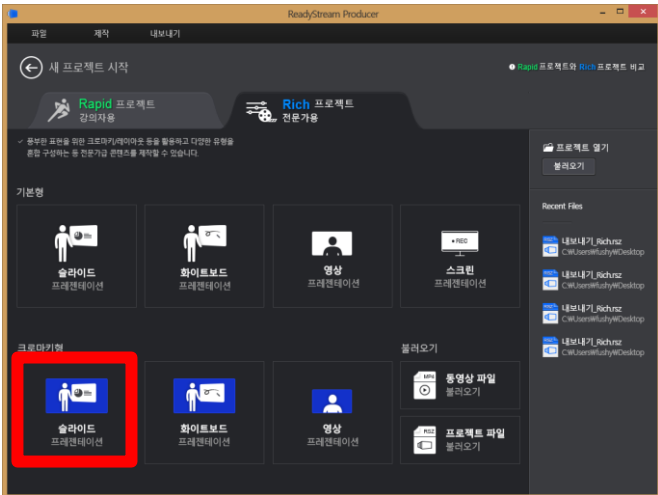 ReadyStream Producer
파일 제작 내보내기
새 프로젝트 시작
Rapid 프로젝트와 Rich 프로젝트 비교
Rapid 프로젝트
강의자용
Rich 프로젝트
전문가용
풍부한 표현을 위한 크로마키/레이아웃 등을 활용하고 다양한 유형을
혼합 구성하는 등 전문가급 콘텐츠를 제작할 수 있습니다.
프로젝트 열기
불러오기
기본형
Recent Files
슬라이드
프레젠테이션
화이트보드
프레젠테이션
영상
프레젠테이션
REC
스크린
프레젠테이션
내보내기_Rich.rsz
C:\Users\flushy\Desktop
내보내기_Rich.rsz
C:\Users\flushy\Desktop
내보내기_Rich.rsz
C:\Users\flushy\Desktop
내보내기_Rich.rsz
C:\Users\flushy\Desktop
크로마키형
슬라이드
프레젠테이션
화이트보드
프레젠테이션
영상
프레젠테이션
불러오기
MP4
동영상 파일
불러오기
RSZ
프로젝트 파일
불러오기